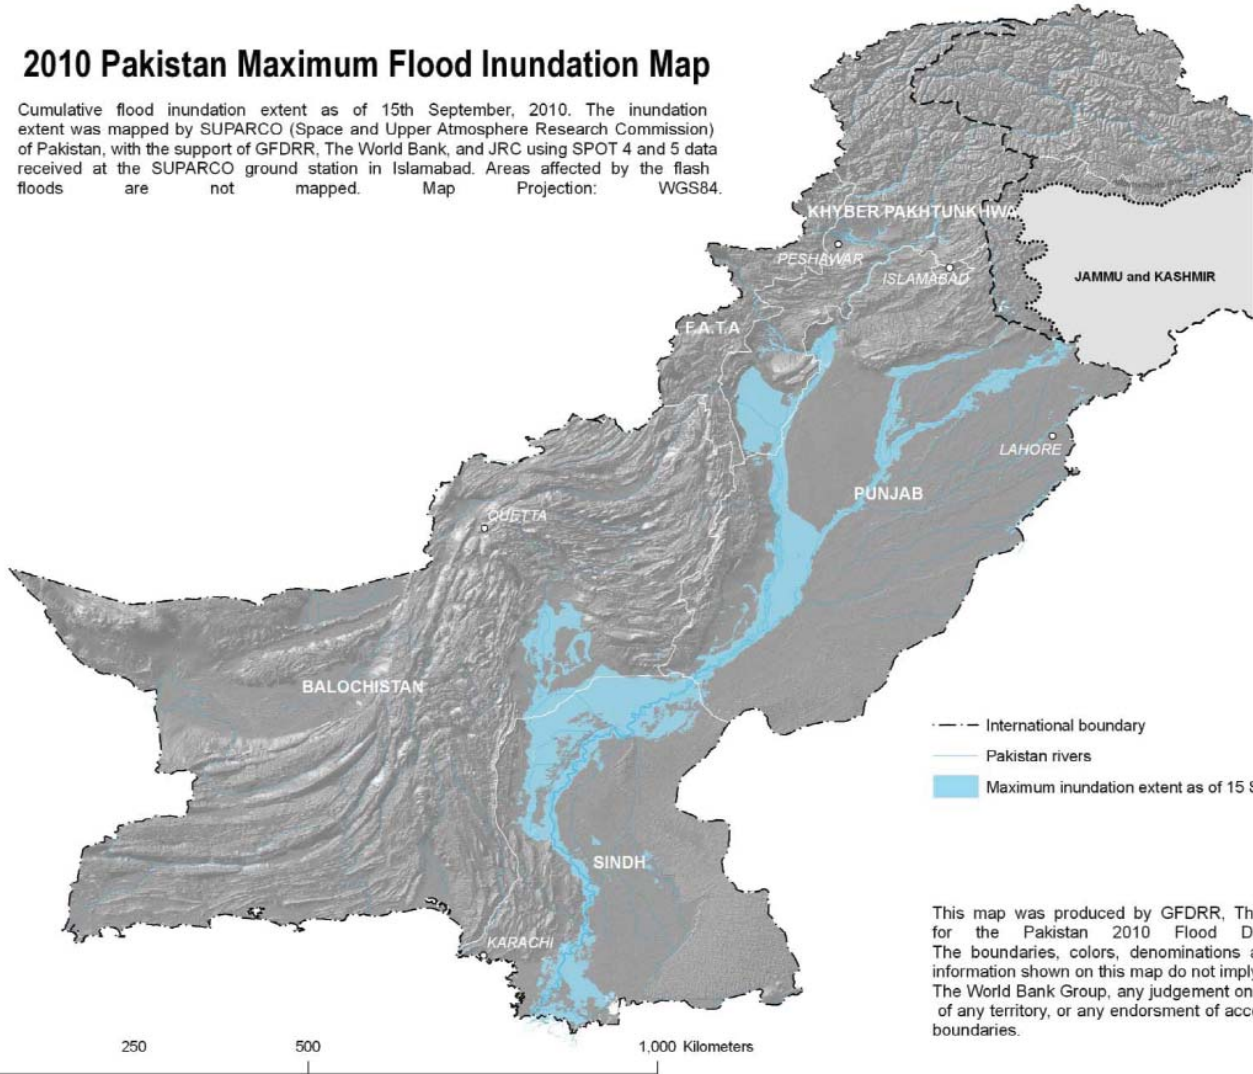 2010 Pakistan Maximum Flood Inundation Map
Cumulative flood inundation extent as of 15th September, 2010. The inundation
extent was mapped by SUPARCO (Space and Upper Atmosphere Research Commission)
of Pakistan, with the support of GFDRR, The World Bank, and JRC using SPOT 4 and 5 data
received at the SUPARCO ground station in Islamabad. Areas affected by the flash
floods are not mapped. Map Projection: WGS84.
KHYBER PAKHTUNKHWA
PESHAWAR
ISLAMABAD
JAMMU and KASHMIR
F.A.T.A
LAHORE
PUNJAB
QUETTA
BALOCHISTAN
International boundary
Pakistan rivers
Maximum inundation extent as of 15 S
SINDH
KARACHI
This map was produced by GFDRR, Th
for the Pakistan 2010 Flood D
The boundaries, colors, denominations a
information shown on this map do not imply
The World Bank Group, any judgement on
of any territory, or any endorsment of acc
boundaries.
250 500 1,000 Kilometers